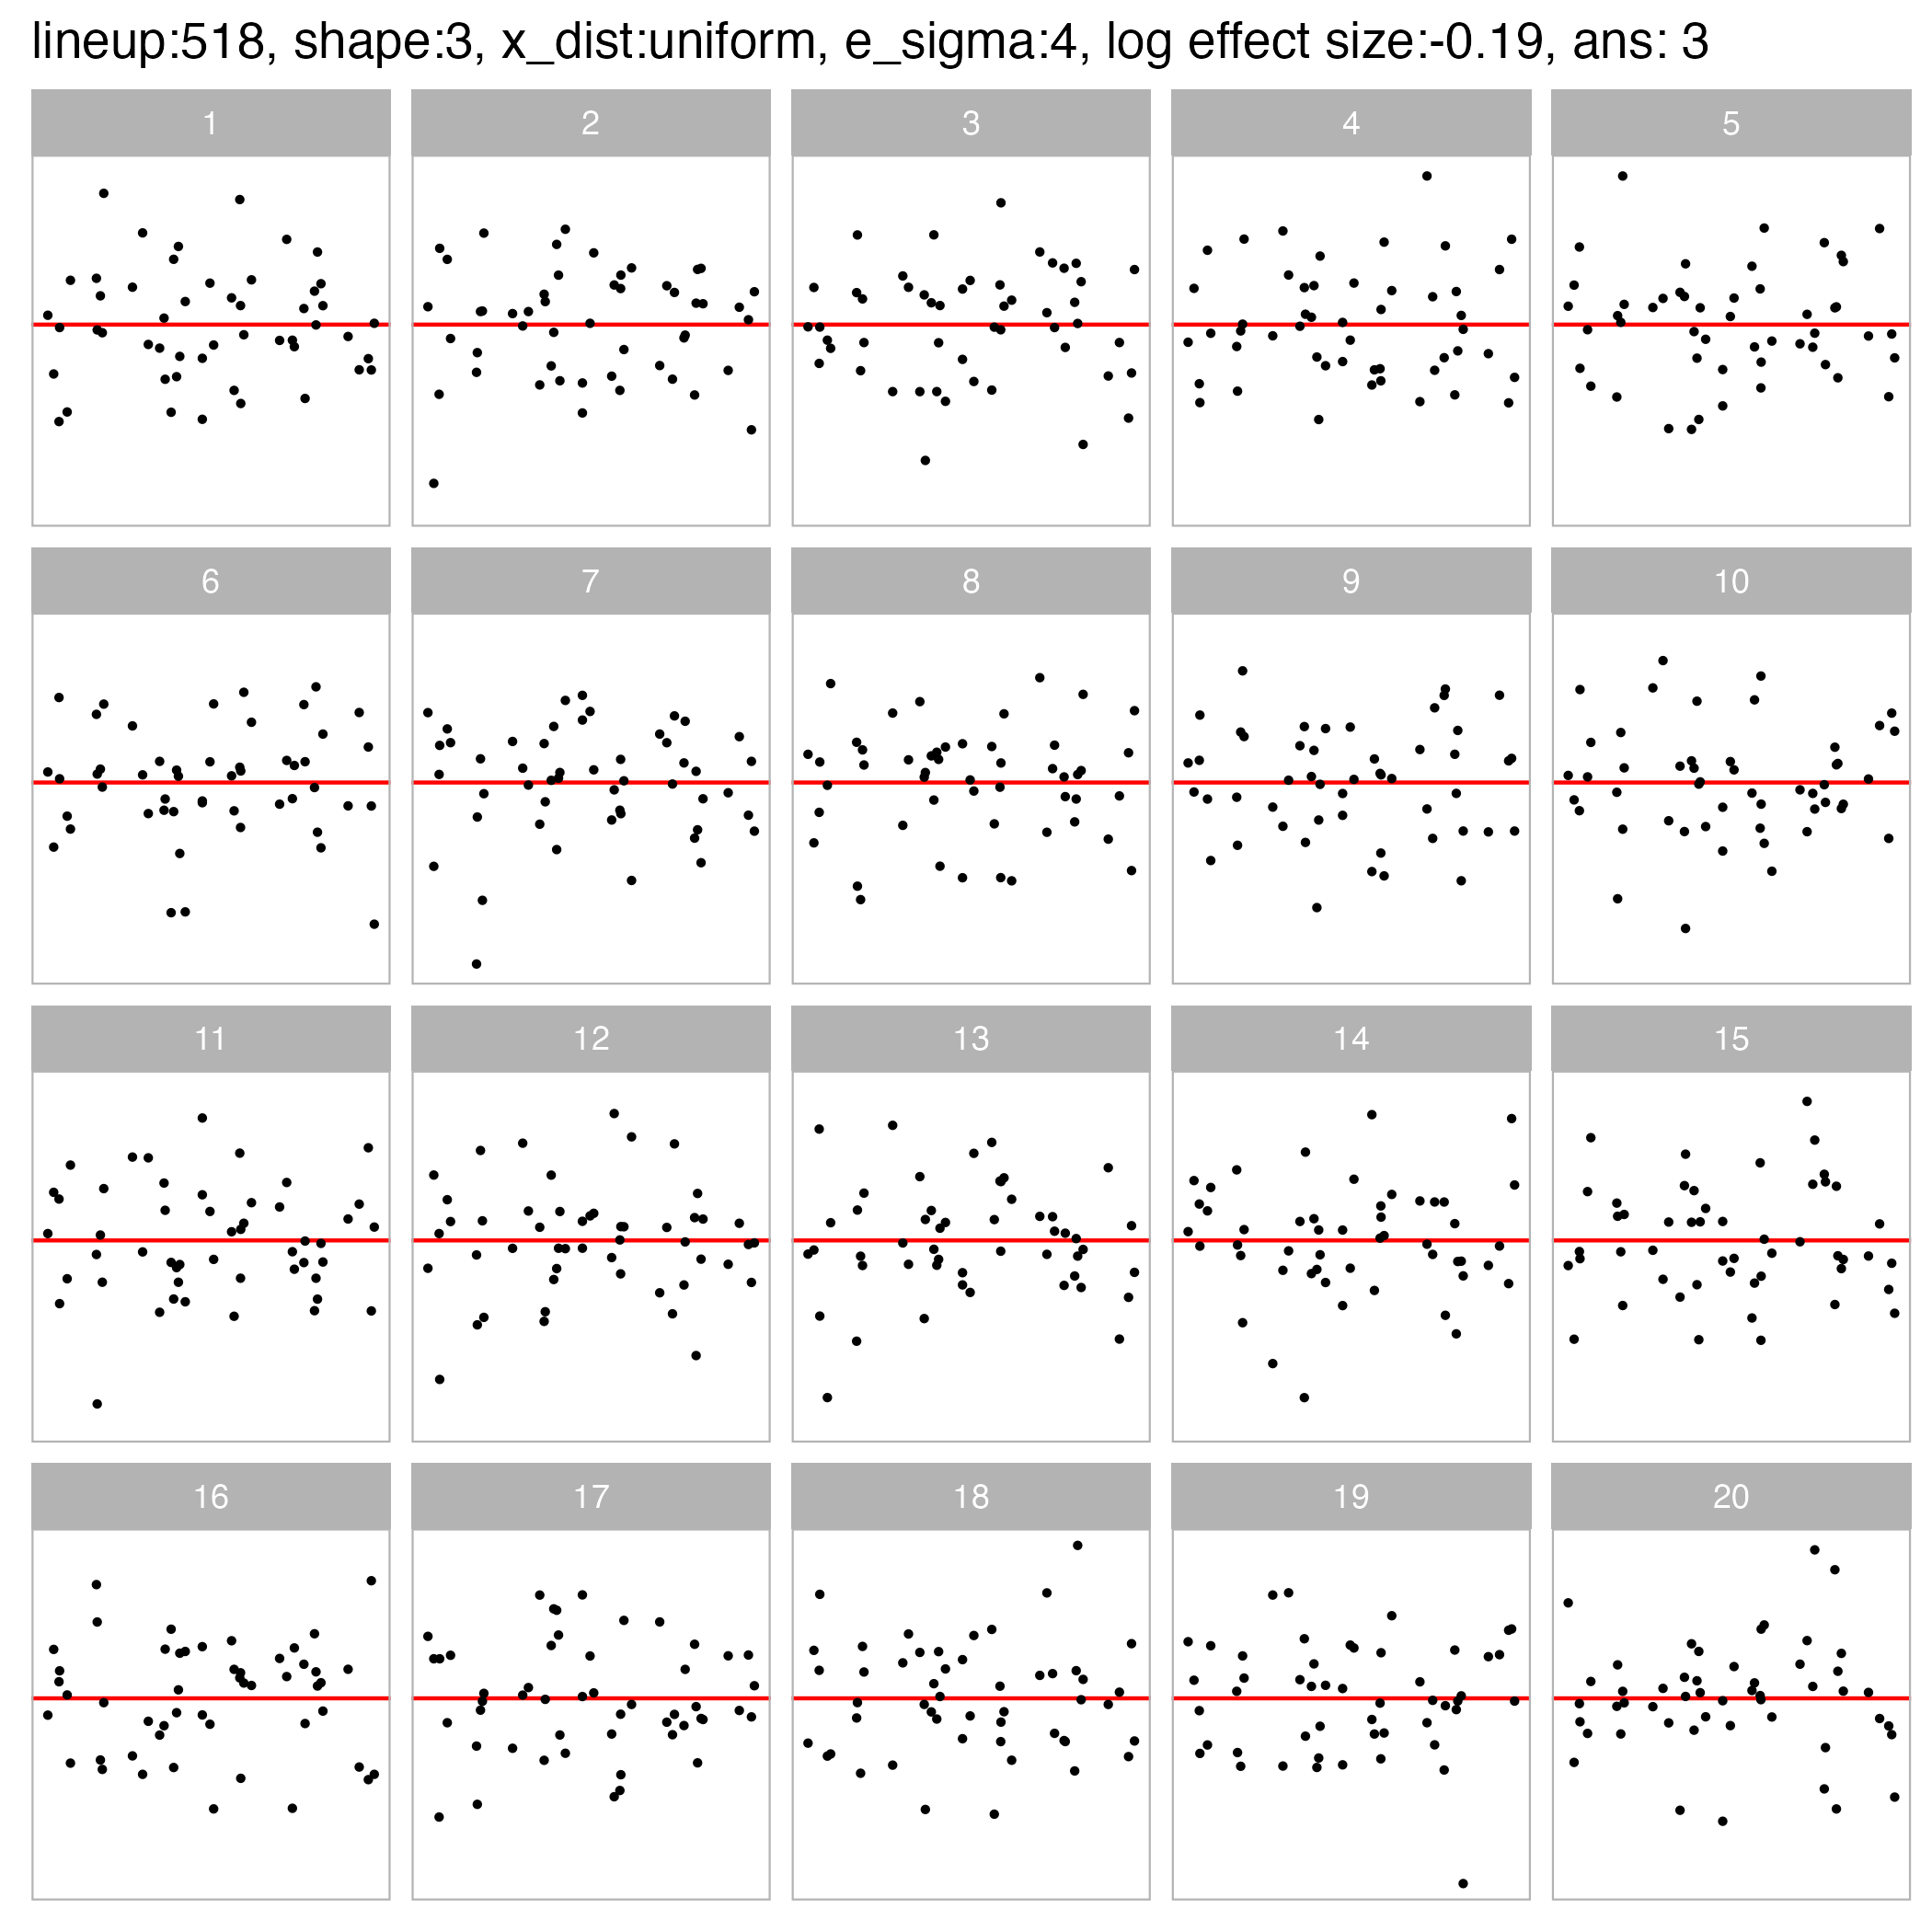 lineup:518, shape:3, x_dist:uniform, e_sigma:4, log effect size:-0.19, ans: 3
1 2 3 4 5
6 7 8 9 10
11 12 13 14 15
16 17 18 19 20